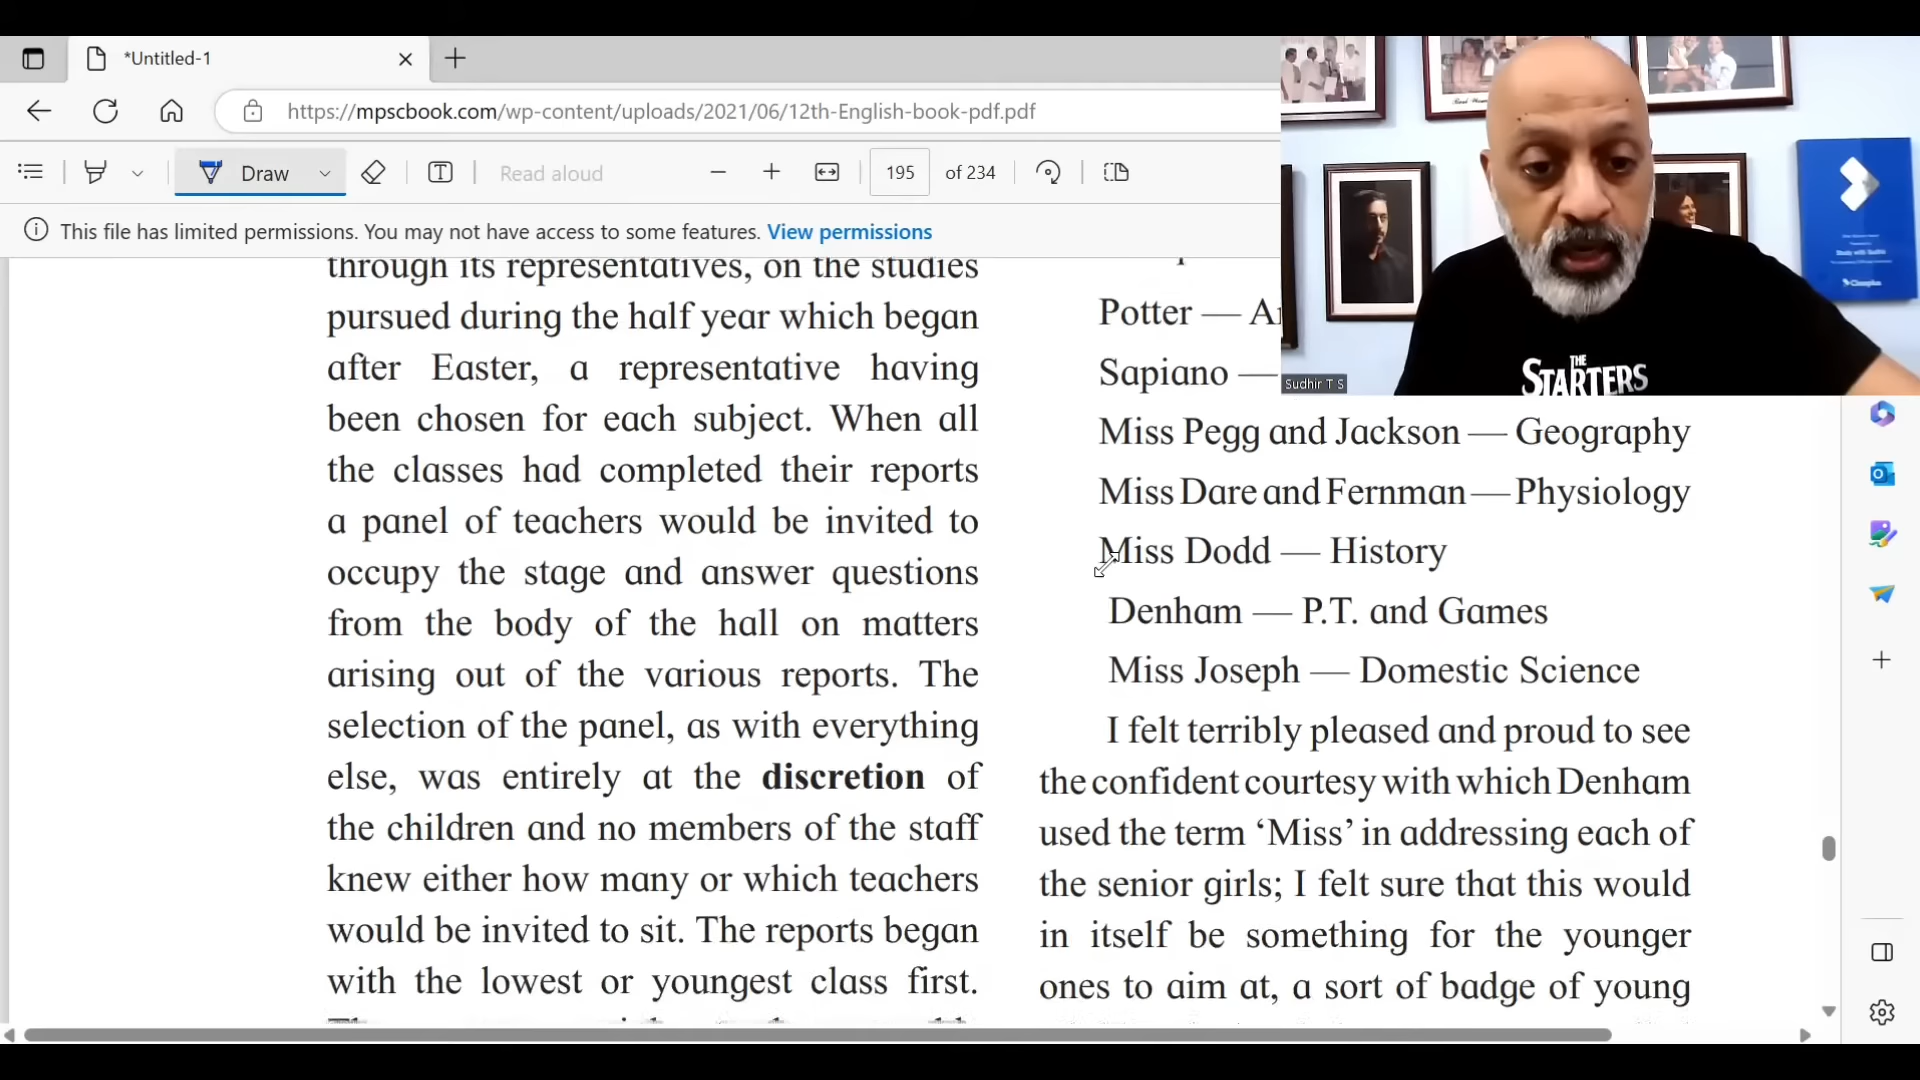 *Untitled-1
https://mpscbook.com/wp-content/uploads/2021/06/12th-English-book-pdf.pdf
Draw
Read aloud
195 of 234
This file has limited permissions. You may not have access to some features. View permissions
through its representatives, on the studies
pursued during the half year which began
after Easter, a representative having
been chosen for each subject. When all
the classes had completed their reports
a panel of teachers would be invited to
occupy the stage and answer questions
from the body of the hall on matters
arising out of the various reports. The
selection of the panel, as with everything
else, was entirely at the discretion of
the children and no members of the staff
knew either how many or which teachers
would be invited to sit. The reports began
with the lowest or youngest class first.
Potter —
Sapiano —
Miss Pegg and Jackson — Geography
Miss Dare and Fernman — Physiology
Miss Dodd — History
Denham — P.T. and Games
Miss Joseph — Domestic Science
I felt terribly pleased and proud to see
the confident courtesy with which Denham
used the term ‘Miss’ in addressing each of
the senior girls; I felt sure that this would
in itself be something for the younger
ones to aim at, a sort of badge of young
THE
STARTERS
Sudhir T S